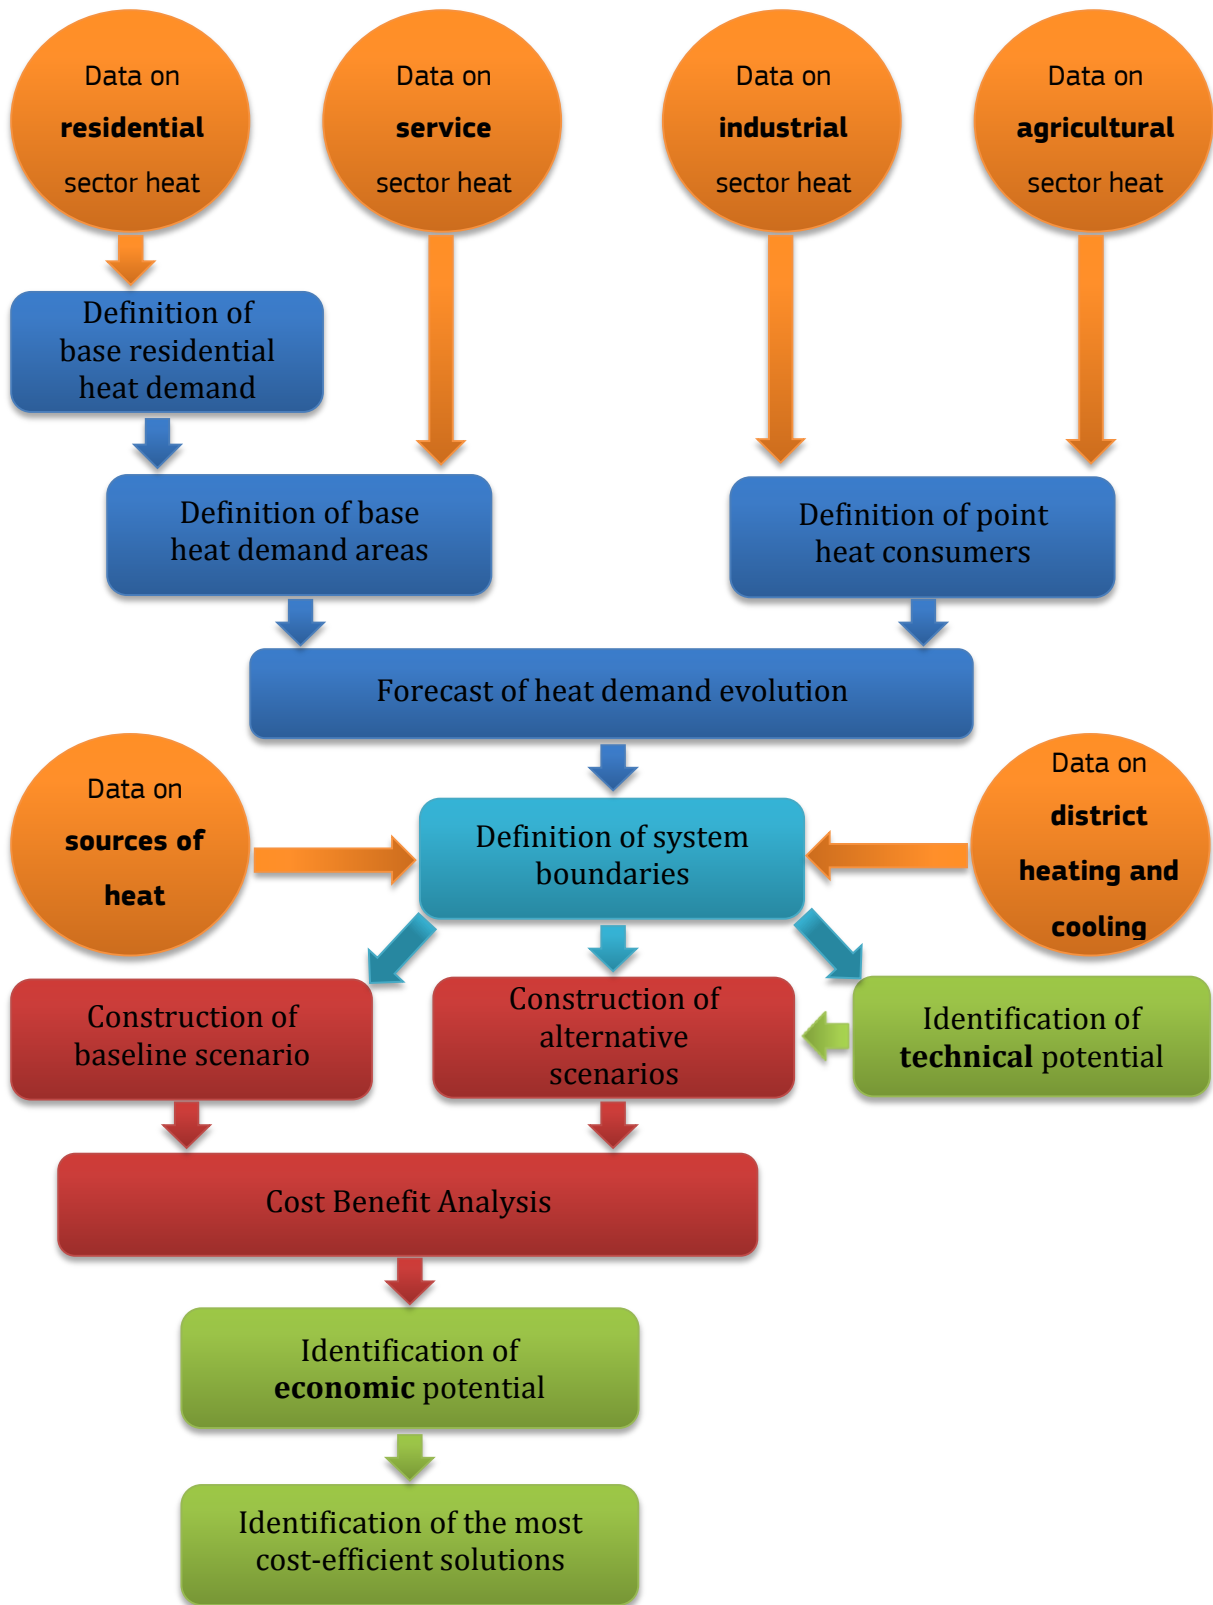 Data on
residential
sector heat
Data on
service
sector heat
Data on
industrial
sector heat
Data on
agricultural
sector heat
Definition of
base residential
heat demand
Definition of base
heat demand areas
Definition of point
heat consumers
Forecast of heat demand evolution
Data on
sources of
heat
Definition of system
boundaries
Data on
district
heating and
cooling
Construction of
baseline scenario
Construction of
alternative
scenarios
Identification of
technical potential
Cost Benefit Analysis
Identification of
economic potential
Identification of the most
cost-efficient solutions